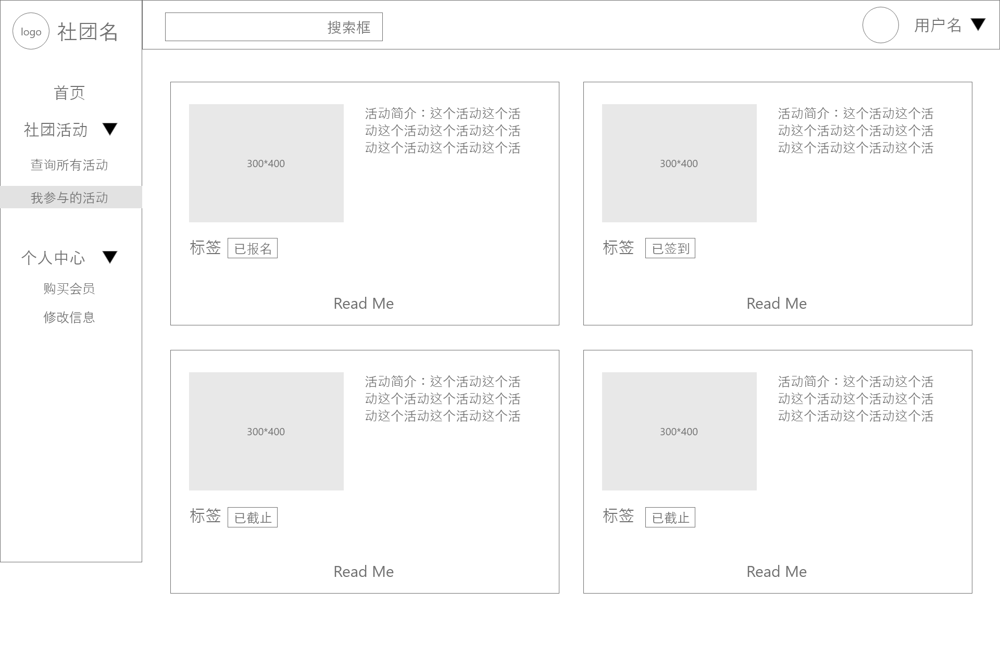 logo
社团名
首页
社团活动
查询所有活动
我参与的活动
个人中心
购买会员
修改信息
搜索框
用户名
300*400
活动简介：这个活动这个活
动这个活动这个活动这个活
动这个活动这个活动这个活
标签
已报名
Read Me
300*400
活动简介：这个活动这个活
动这个活动这个活动这个活
动这个活动这个活动这个活
标签
已签到
Read Me
300*400
活动简介：这个活动这个活
动这个活动这个活动这个活
动这个活动这个活动这个活
标签
已截止
Read Me
300*400
活动简介：这个活动这个活
动这个活动这个活动这个活
动这个活动这个活动这个活
标签
已截止
Read Me